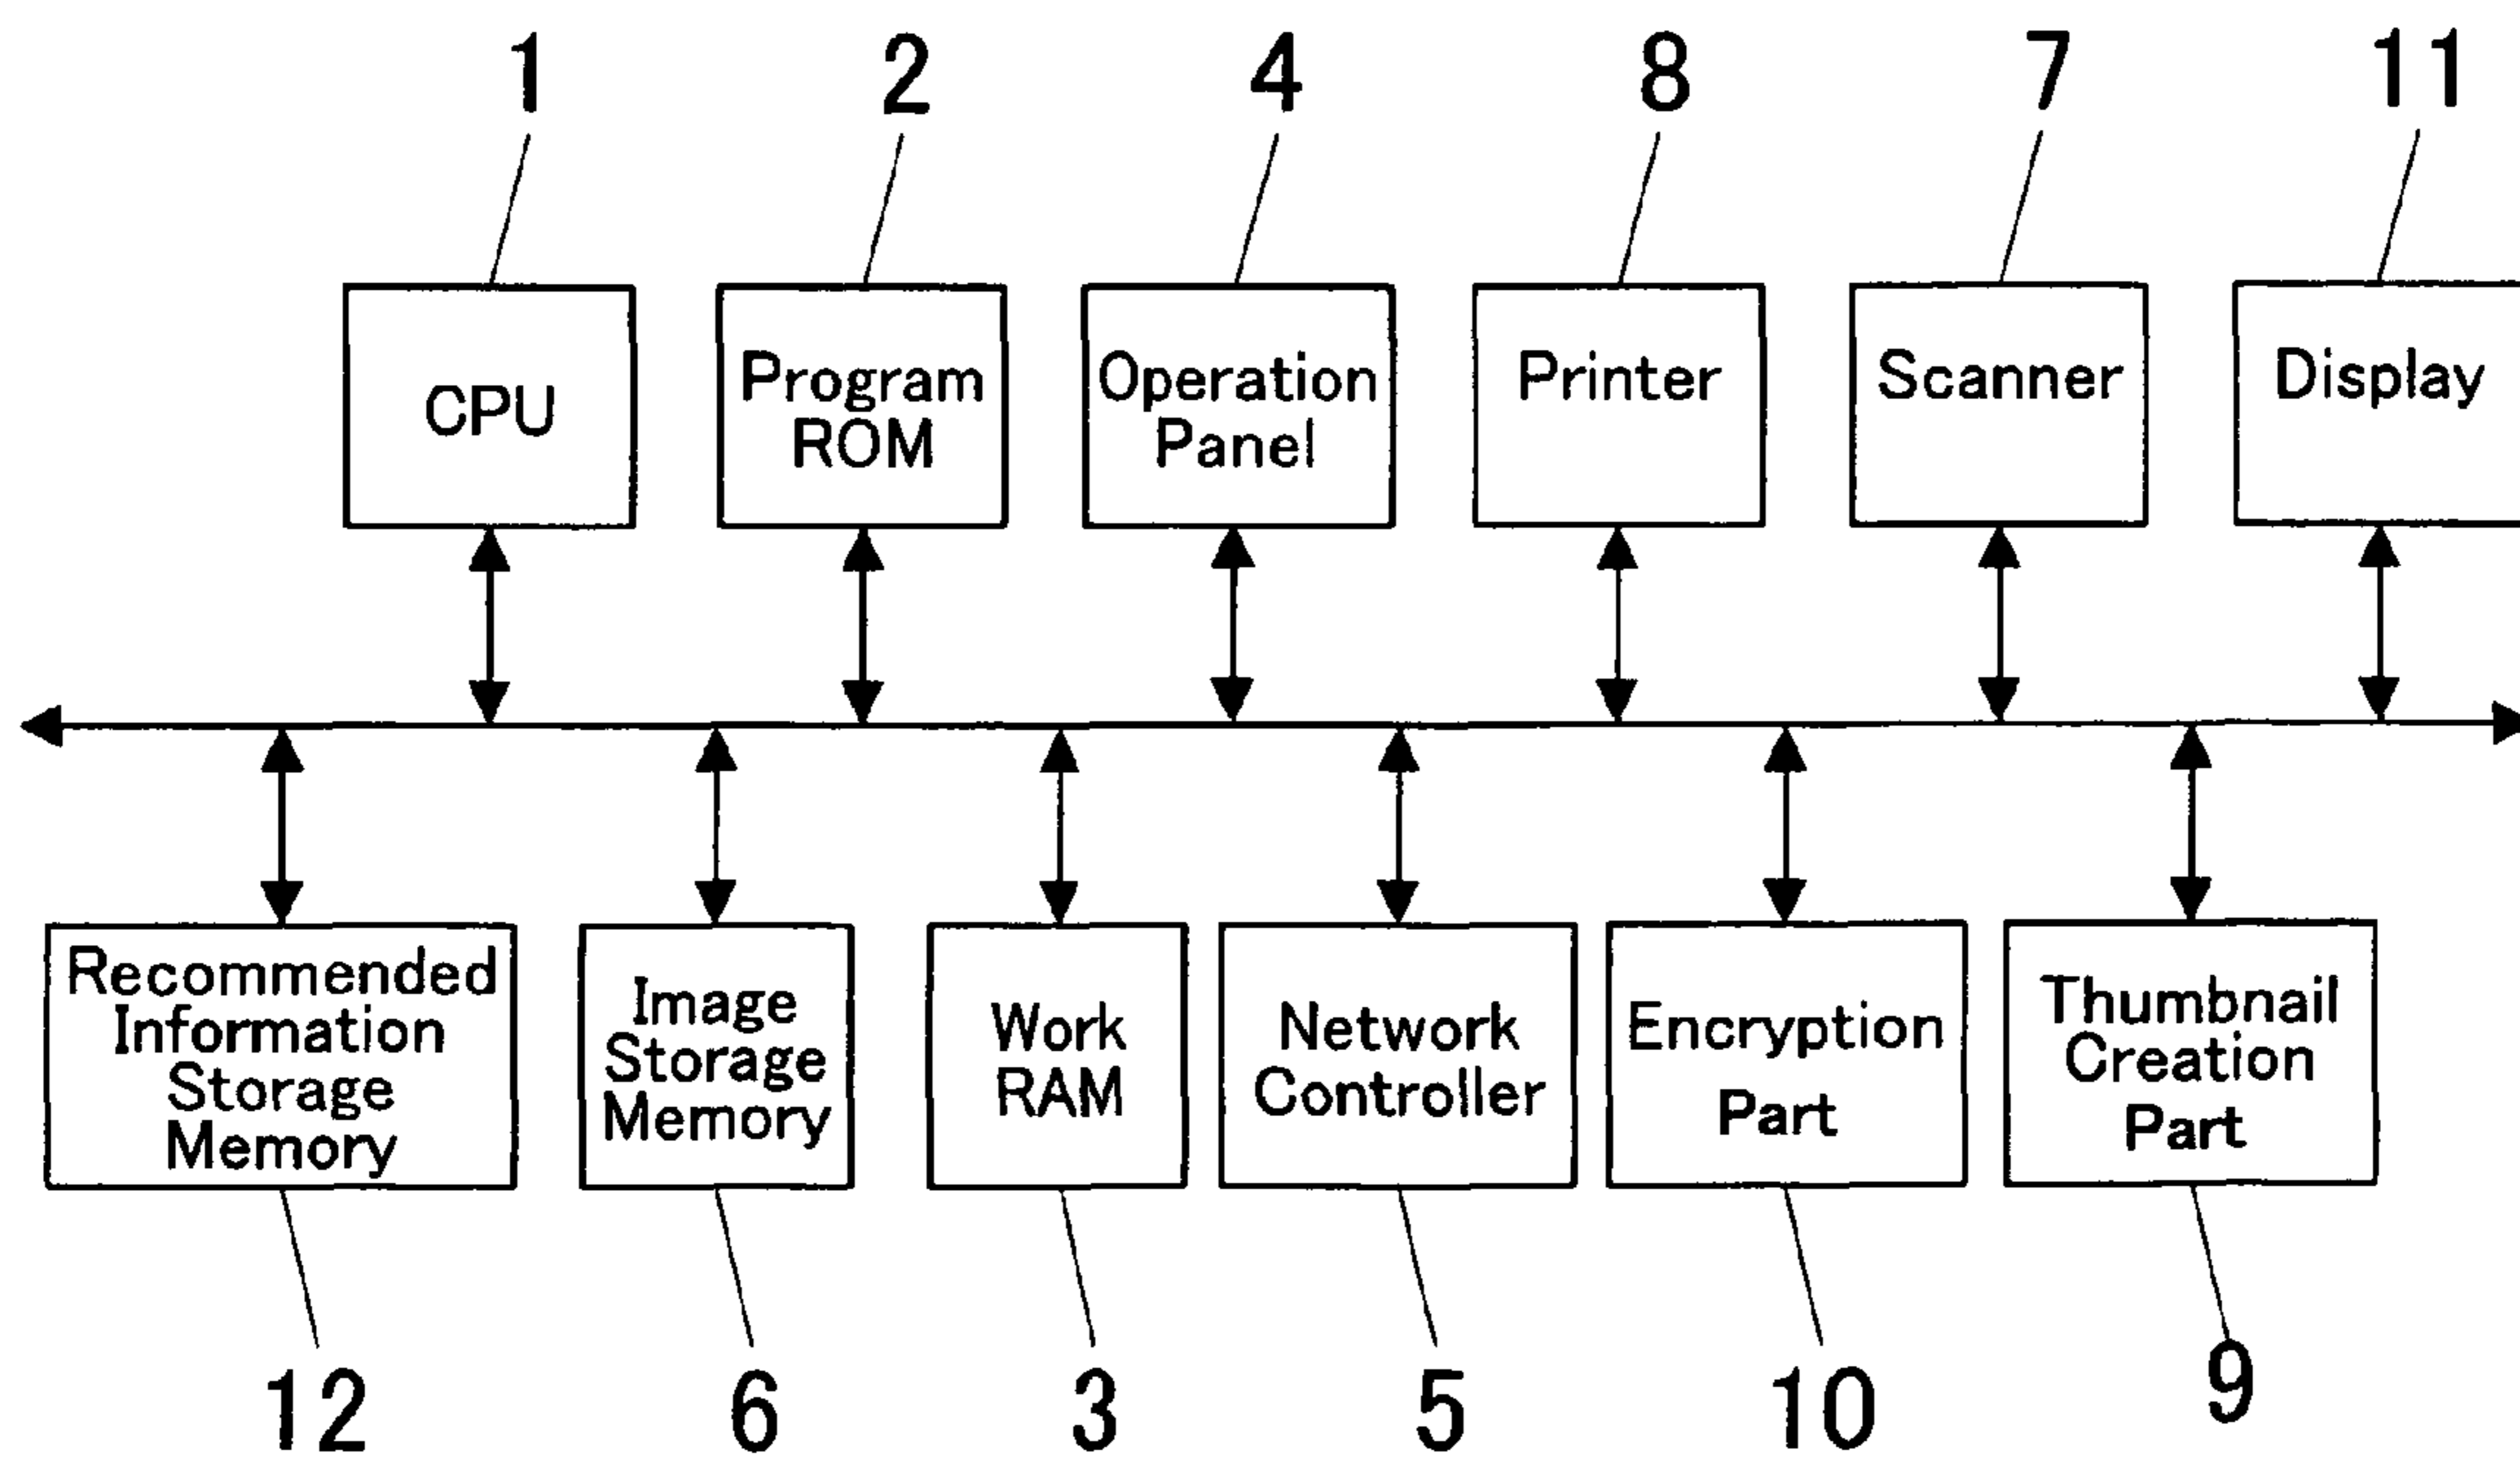 1
2
4
8
7
11
CPU
Program
ROM
Operation
Panel
Printer
Scanner
Display
Recommended
Information
Storage
Memory
Image
Storage
Memory
Work
RAM
Network
Controller
Encryption
Part
Thumbnail
Creation
Part
12
6
3
5
10
9